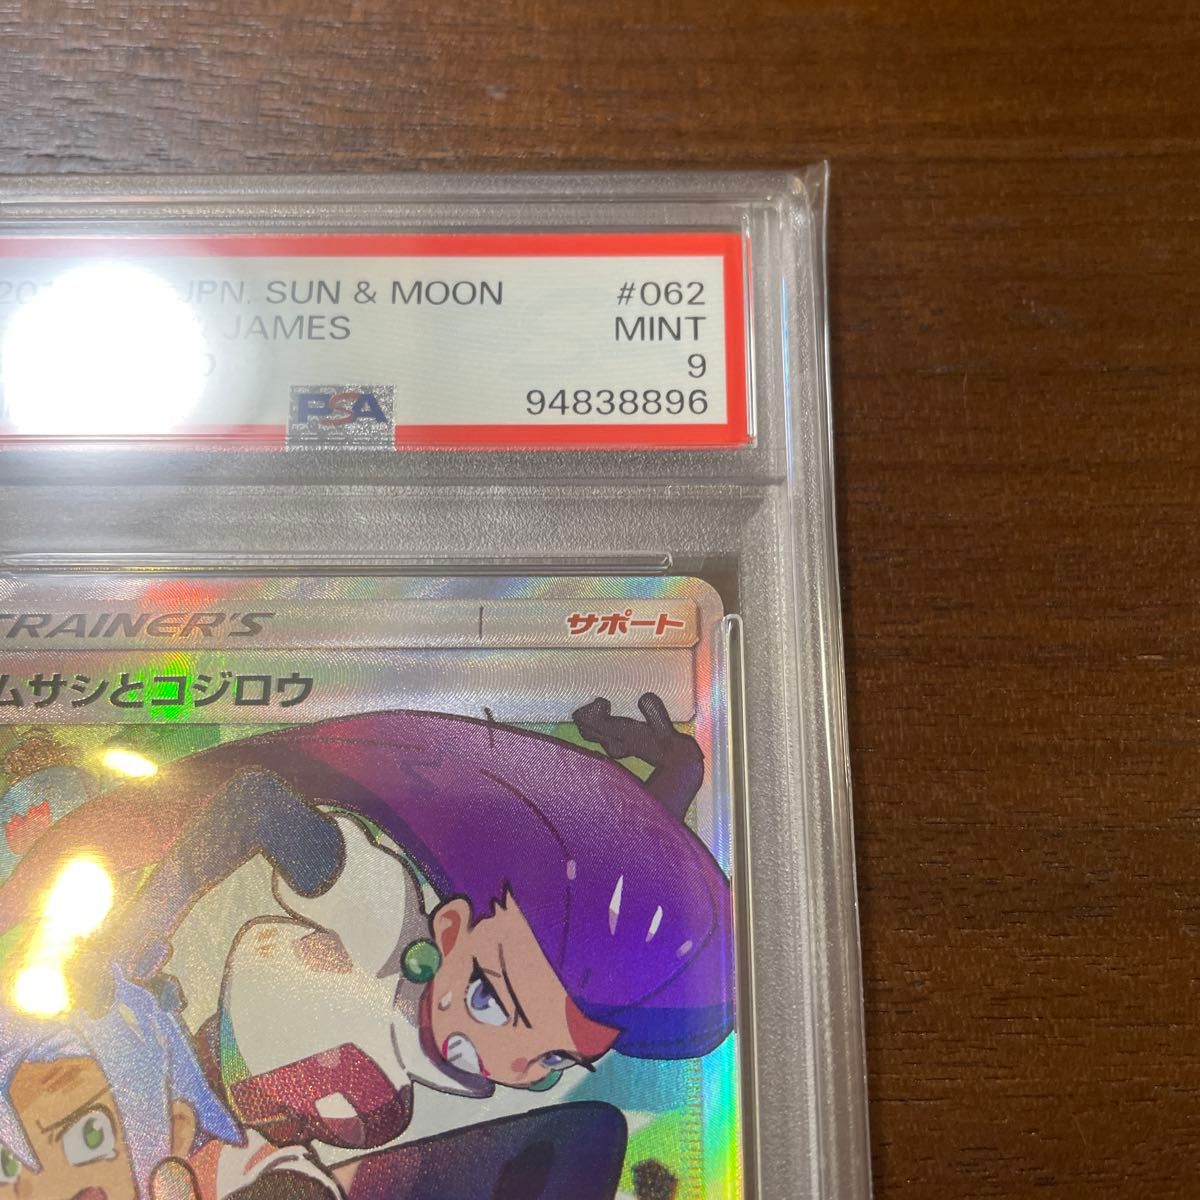 JPN. SUN & MOON #062
JAMES MINT
9
PSA 94838896
TRAINER'S サポート
ムサシとコジロウ